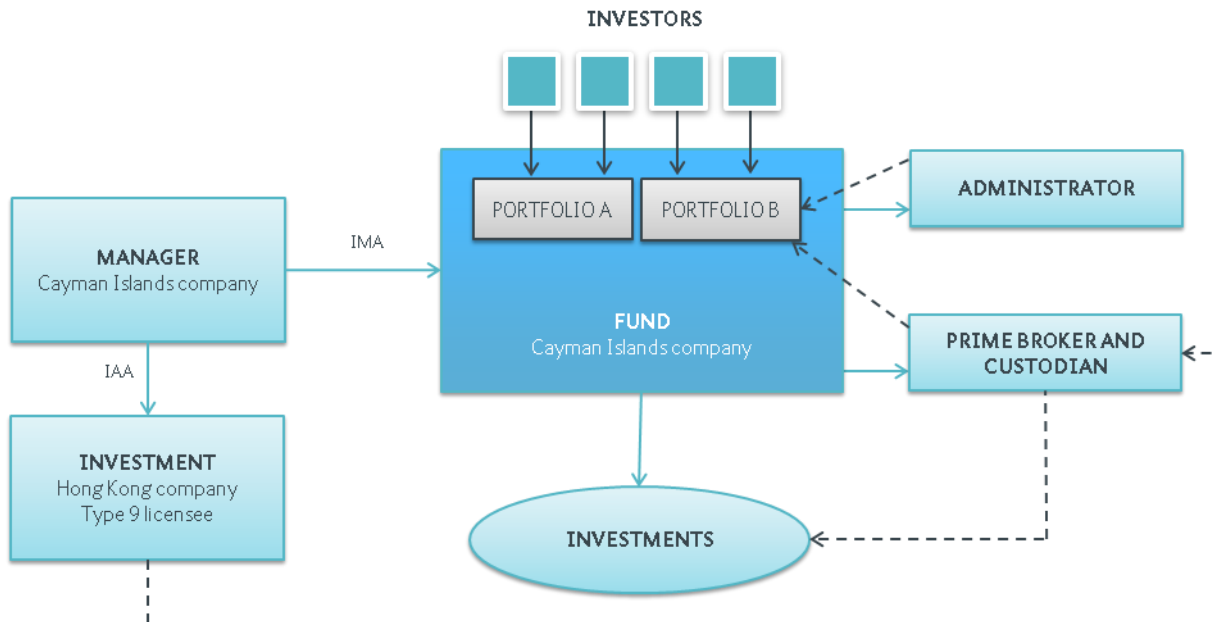 INVESTORS
PORTFOLIO A
PORTFOLIO B
ADMINISTRATOR
MANAGER
Cayman Islands company
IMA
FUND
Cayman Islands company
PRIME BROKER AND
CUSTODIAN
IAA
INVESTMENT
Hong Kong company
Type 9 licensee
INVESTMENTS